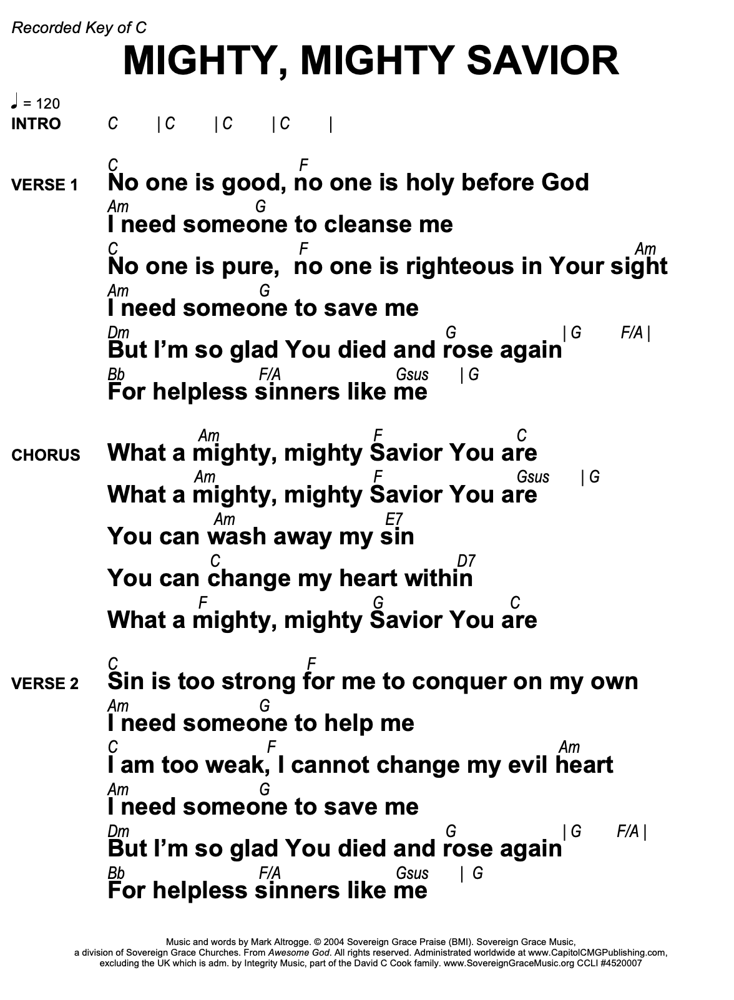 Recorded Key of C
MIGHTY, MIGHTY SAVIOR
♩ = 120
INTRO C | C | C | C |
C F
VERSE 1 No one is good, no one is holy before God
Am G
I need someone to cleanse me
C F Am
No one is pure, no one is righteous in Your sight
Am G
I need someone to save me
Dm G | G F/A |
But I’m so glad You died and rose again
Bb F/A Gsus | G
For helpless sinners like me
Am F C
CHORUS What a mighty, mighty Savior You are
Am F Gsus | G
What a mighty, mighty Savior You are
Am E7
You can wash away my sin
C D7
You can change my heart within
F G C
What a mighty, mighty Savior You are
C F
VERSE 2 Sin is too strong for me to conquer on my own
Am G
I need someone to help me
C F Am
I am too weak, I cannot change my evil heart
Am G
I need someone to save me
Dm G | G F/A |
But I’m so glad You died and rose again
Bb F/A Gsus | G
For helpless sinners like me
Music and words by Mark Altrogge. © 2004 Sovereign Grace Praise (BMI). Sovereign Grace Music,
a division of Sovereign Grace Churches. From Awesome God. All rights reserved. Administrated worldwide at www.CapitolCMGPublishing.com,
excluding the UK which is adm. by Integrity Music, part of the David C Cook family. www.SovereignGraceMusic.org CCLI #4520007